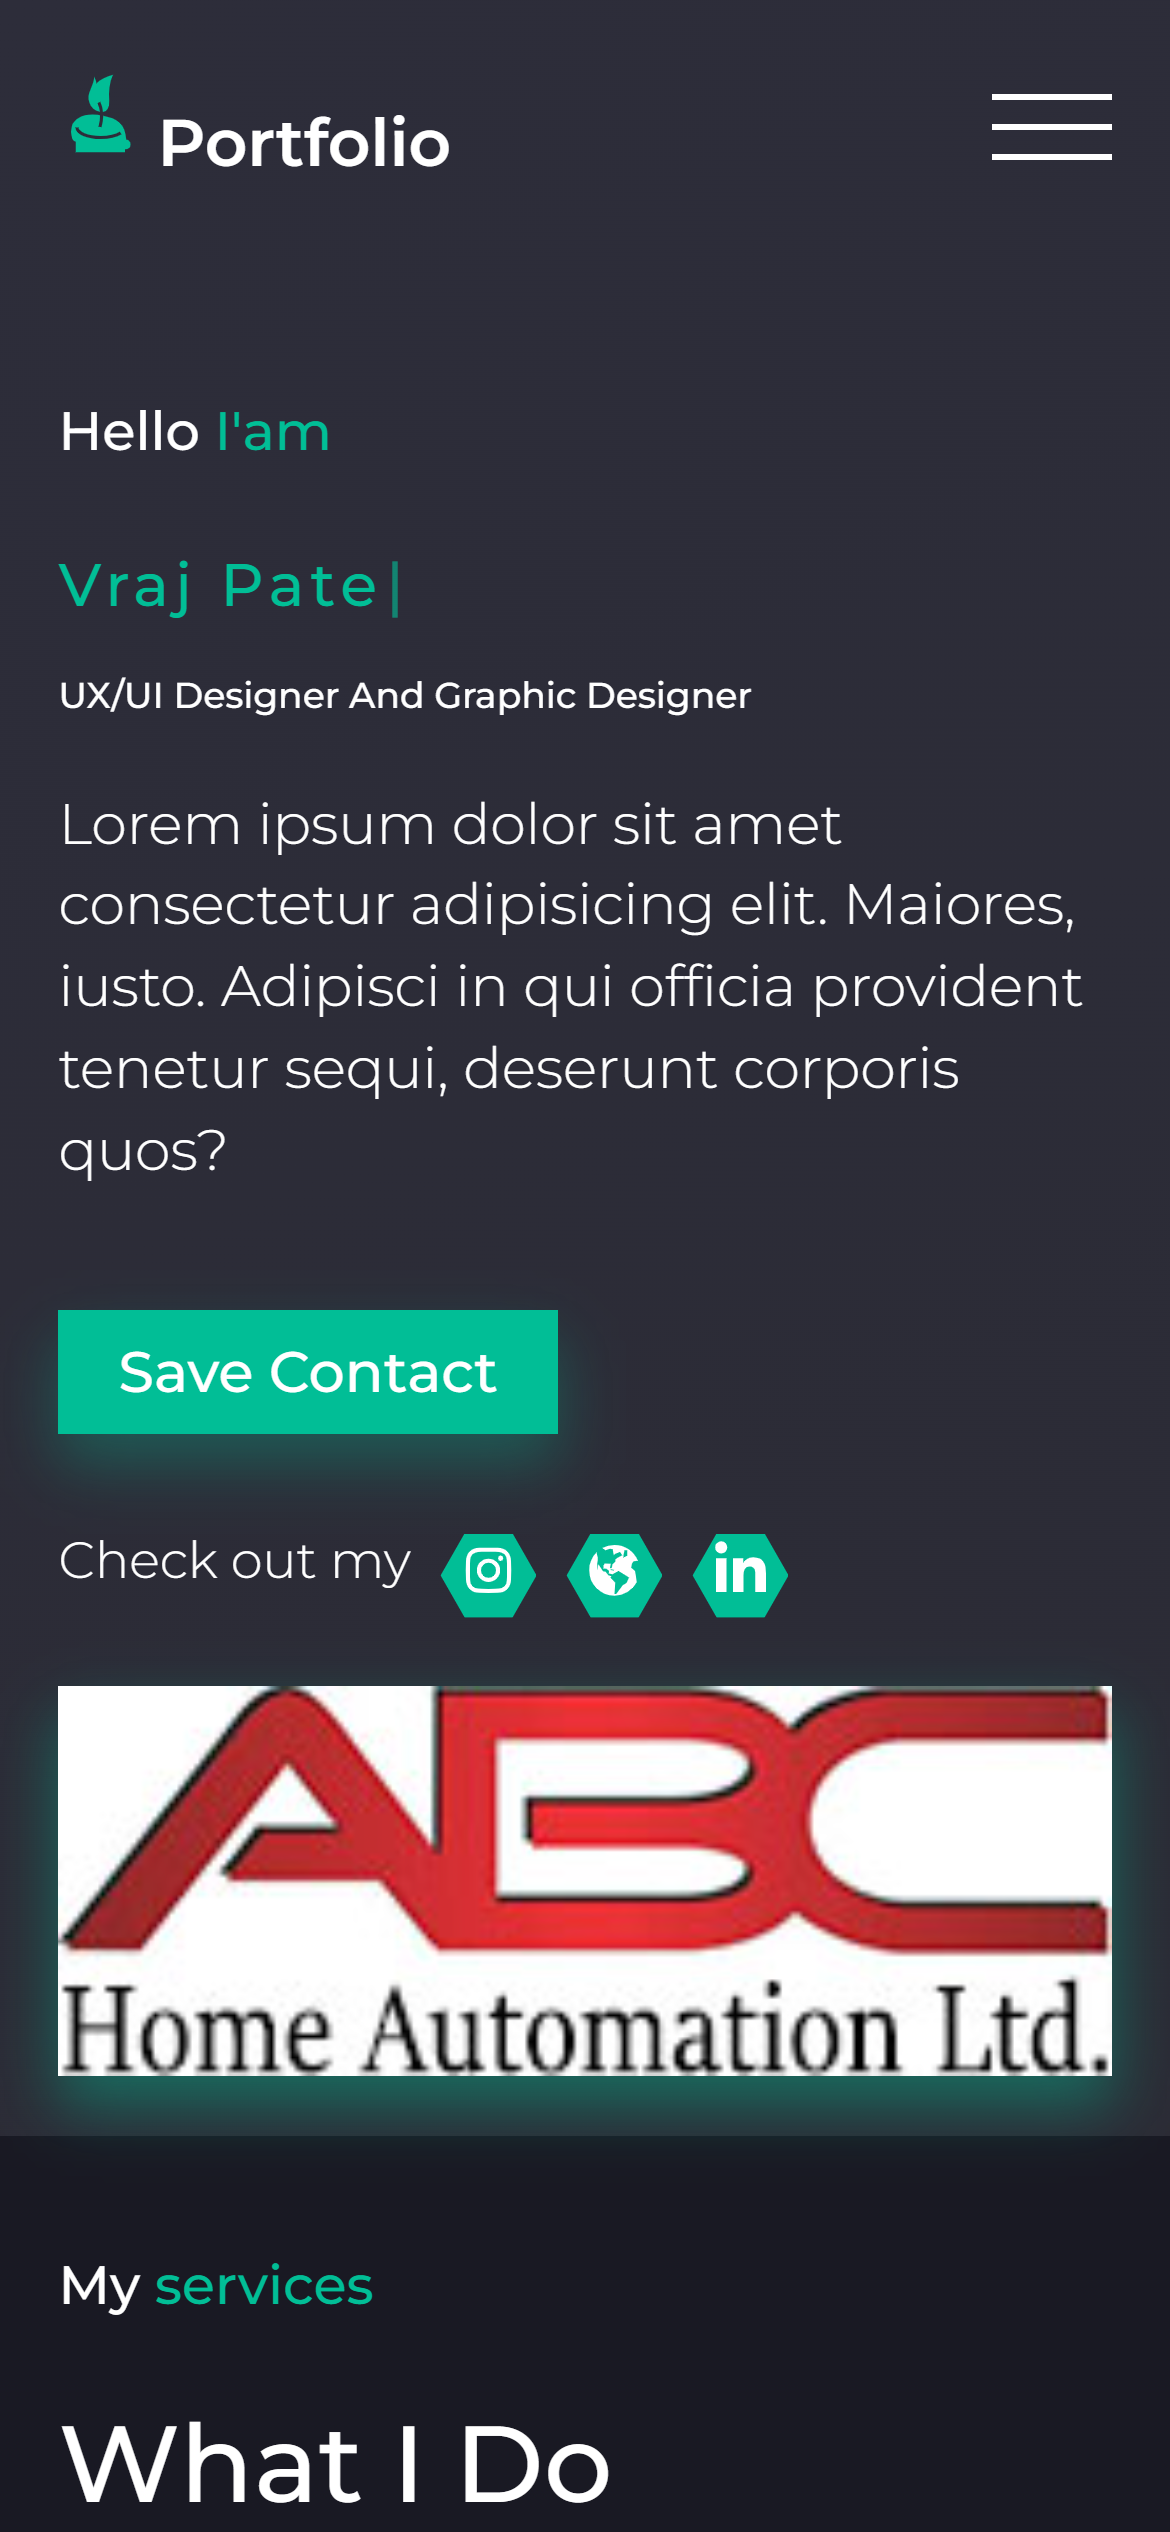 Portfolio
Hello I'am
Vraj Pate
UX/UI Designer And Graphic Designer
Lorem ipsum dolor sit amet
consectetur adipisicing elit. Maiores,
iusto. Adipisci in qui officia provident
tenetur sequi, deserunt corporis
quos?
Save Contact
Check out my
in
ABC
Home Automation Ltd.
My services
What I Do